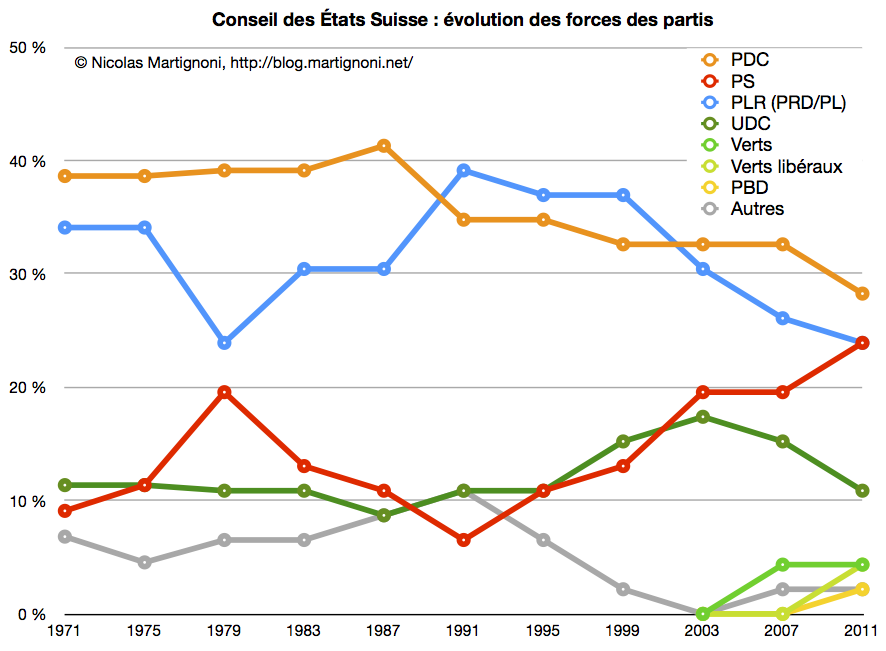 Conseil des États Suisse : évolution des forces des partis
50 %
© Nicolas Martignoni, http://blog.martignoni.net/
PDC
PS
PLR (PRD/PL)
UDC
Verts
Verts libéraux
PBD
Autres
40 %
30 %
20 %
10 %
0 %
1971 1975 1979 1983 1987 1991 1995 1999 2003 2007 2011